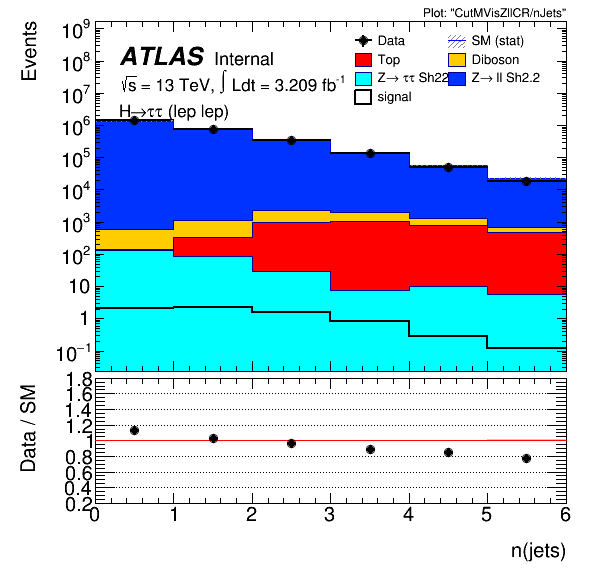 Plot: "CutMVisZllCR/nJets"
Events
ATLAS Internal
√s = 13 TeV, ∫ Ldt = 3.209 fb⁻¹
H→ττ (lep lep)
Data
SM (stat)
Top
Diboson
Z→ ττ Sh22
Z→ ll Sh2.2
signal
10⁹
10⁸
10⁷
10⁶
10⁵
10⁴
10³
10²
10
1
10⁻¹
Data / SM
1.8
1.6
1.4
1.2
1
0.8
0.6
0.4
0.2
0 1 2 3 4 5 6
n(jets)